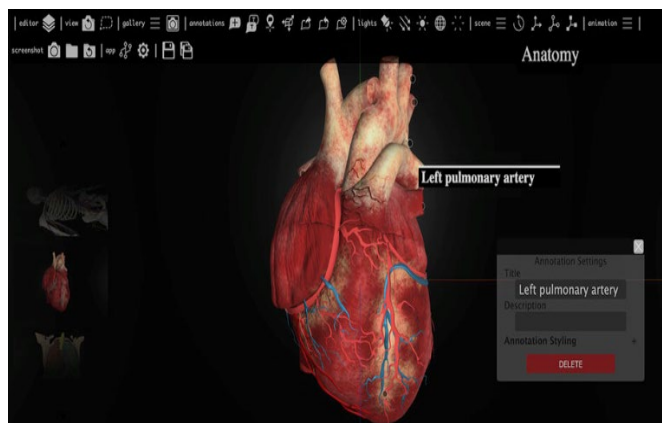 | editor | view | gallery | annotations | lights | scene | animation |
screenshot | app |
Anatomy
Left pulmonary artery
Annotation Settings
Title
Left pulmonary artery
Description
Annotation Styling +
DELETE